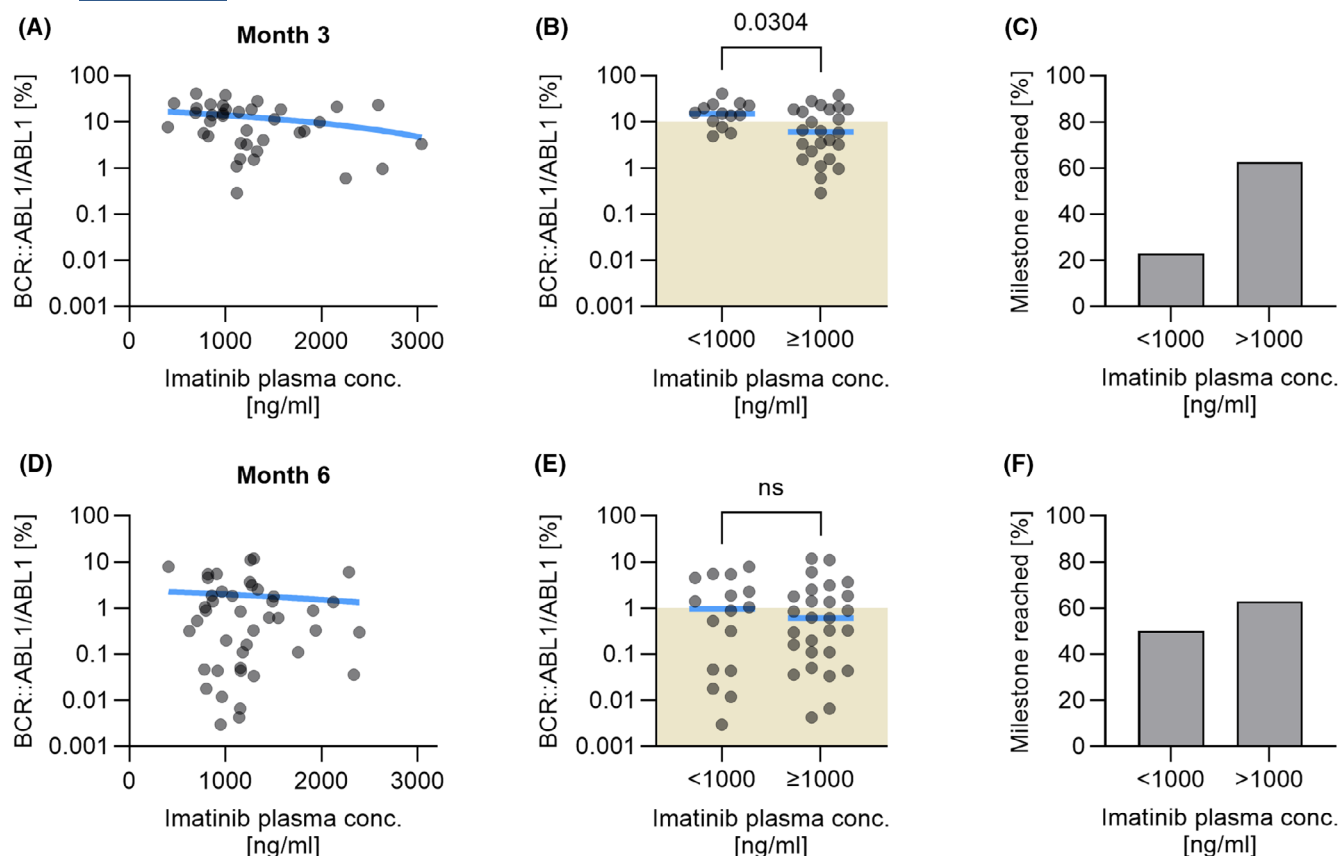 (A)
Month 3
BCR::ABL1/ABL1 [%]
100
10
1
0.1
0.01
0.001
0
1000
2000
3000
Imatinib plasma conc.
[ng/ml]
(B)
0.0304
BCR::ABL1/ABL1 [%]
100
10
1
0.1
0.01
0.001
<1000
≥1000
Imatinib plasma conc.
[ng/ml]
(C)
Milestone reached [%]
100
80
60
40
20
0
<1000
>1000
Imatinib plasma conc.
[ng/ml]
(D)
Month 6
BCR::ABL1/ABL1 [%]
100
10
1
0.1
0.01
0.001
0
1000
2000
3000
Imatinib plasma conc.
[ng/ml]
(E)
ns
BCR::ABL1/ABL1 [%]
100
10
1
0.1
0.01
0.001
<1000
≥1000
Imatinib plasma conc.
[ng/ml]
(F)
Milestone reached [%]
100
80
60
40
20
0
<1000
>1000
Imatinib plasma conc.
[ng/ml]